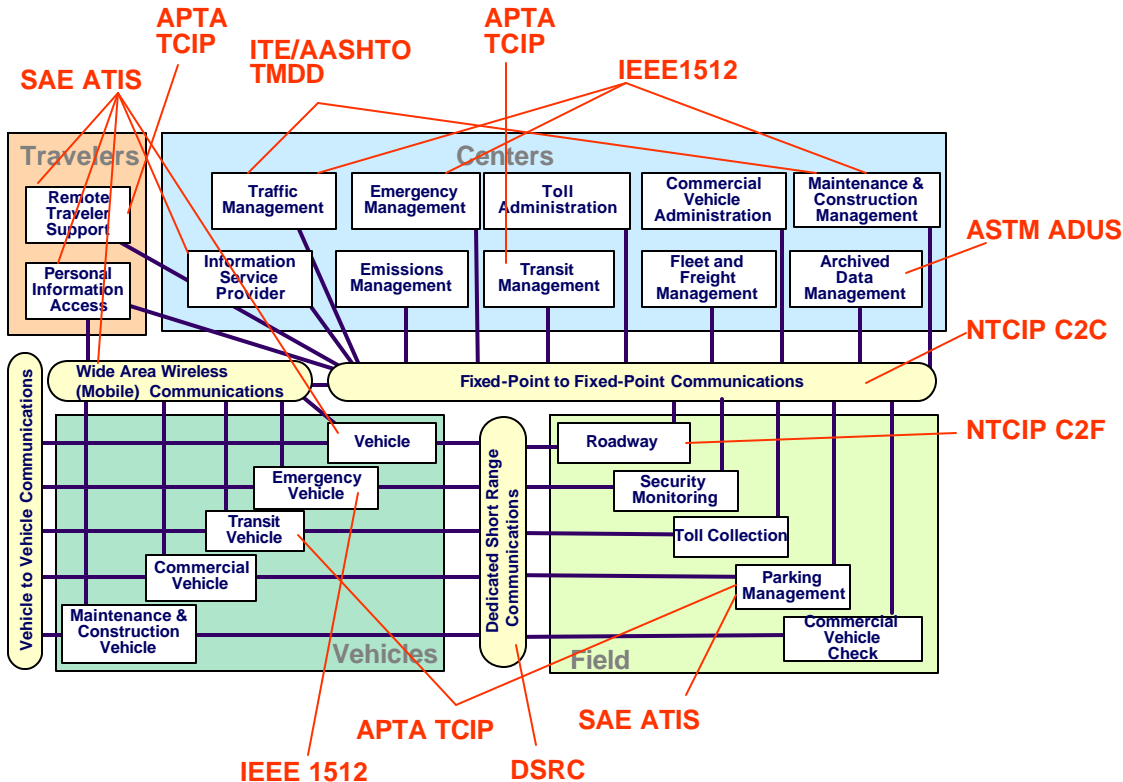 APTA
TCIP
APTA
TCIP
ITE/AASHTO
TMDD
IEEE1512
SAE ATIS
Travelers
Centers
Remote
Traveler
Support
Traffic
Management
Emergency
Management
Toll
Administration
Commercial
Vehicle
Administration
Maintenance &
Construction
Management
ASTM ADUS
Personal
Information
Access
Information
Service
Provider
Emissions
Management
Transit
Management
Fleet and
Freight
Management
Archived
Data
Management
NTCIP C2C
Wide Area Wireless
(Mobile) Communications
Fixed-Point to Fixed-Point Communications
Vehicle to Vehicle Communications
Vehicle
Dedicated Short Range
Communications
Roadway
NTCIP C2F
Emergency
Vehicle
Security
Monitoring
Transit
Vehicle
Toll Collection
Commercial
Vehicle
Parking
Management
Maintenance &
Construction
Vehicle
Commercial
Vehicle
Check
Vehicles
Field
APTA TCIP
SAE ATIS
IEEE 1512
DSRC